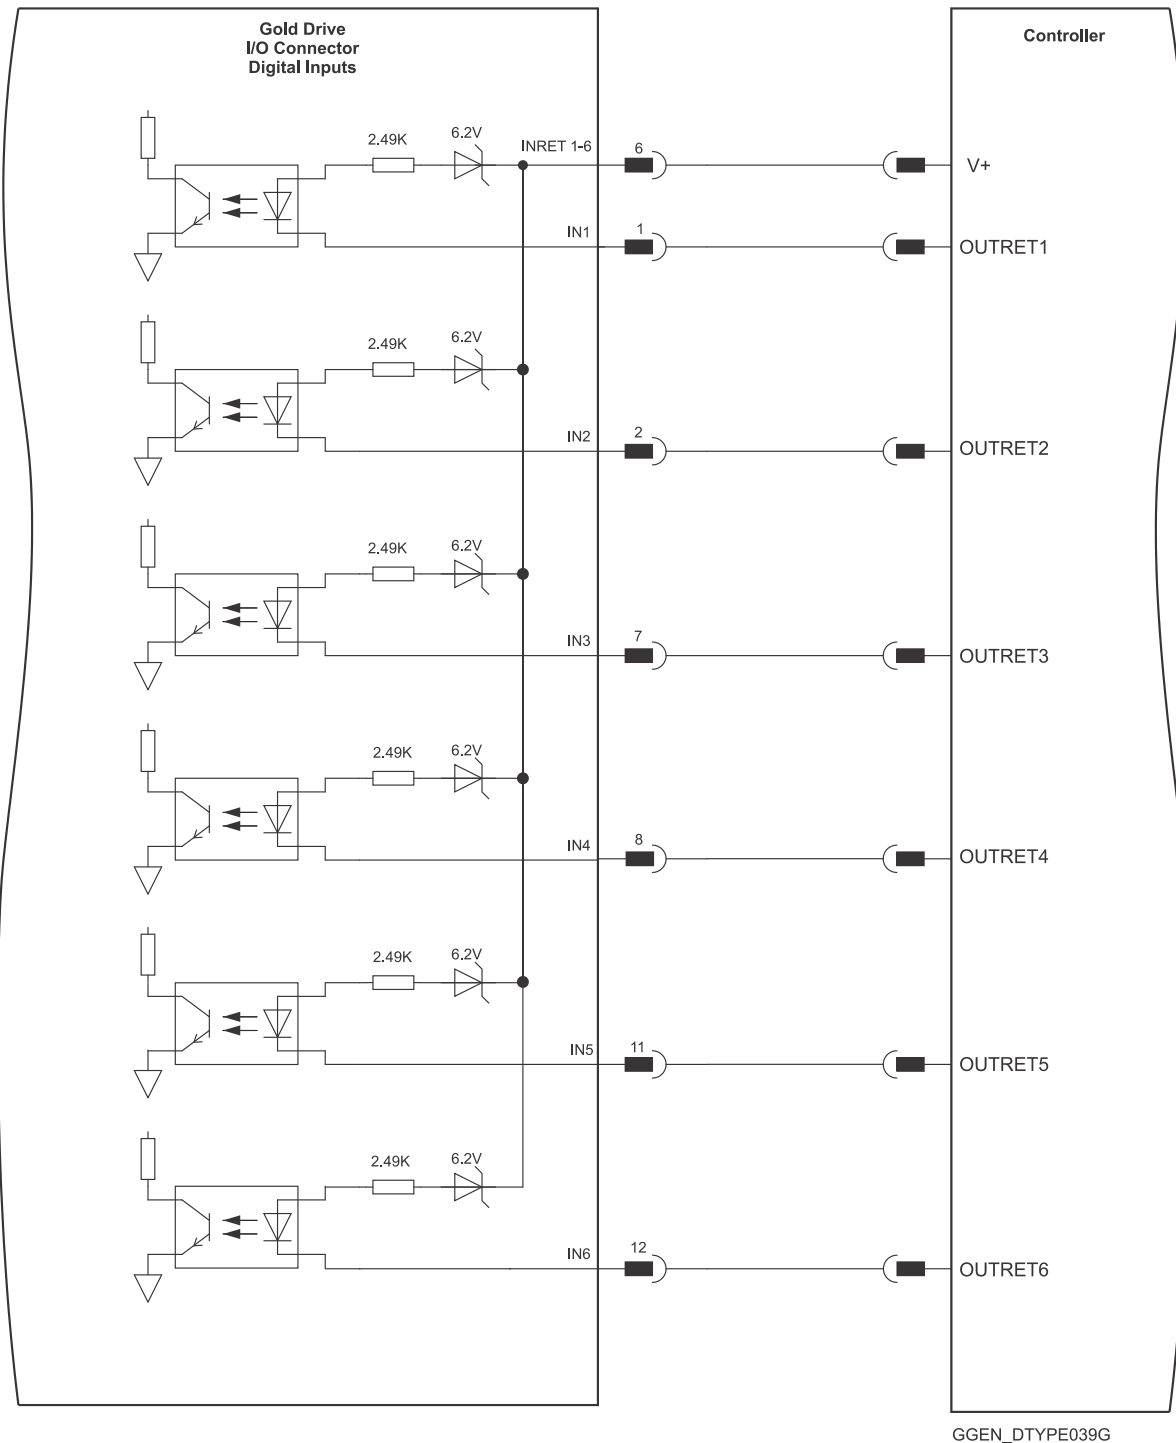 Gold Drive
I/O Connector
Digital Inputs
Controller
2.49K
6.2V
INRET 1-6
6
V+
IN1
1
OUTRET1
2.49K
6.2V
IN2
2
OUTRET2
2.49K
6.2V
IN3
7
OUTRET3
2.49K
6.2V
IN4
8
OUTRET4
2.49K
6.2V
IN5
11
OUTRET5
2.49K
6.2V
IN6
12
OUTRET6
GGEN_DTYPE039G